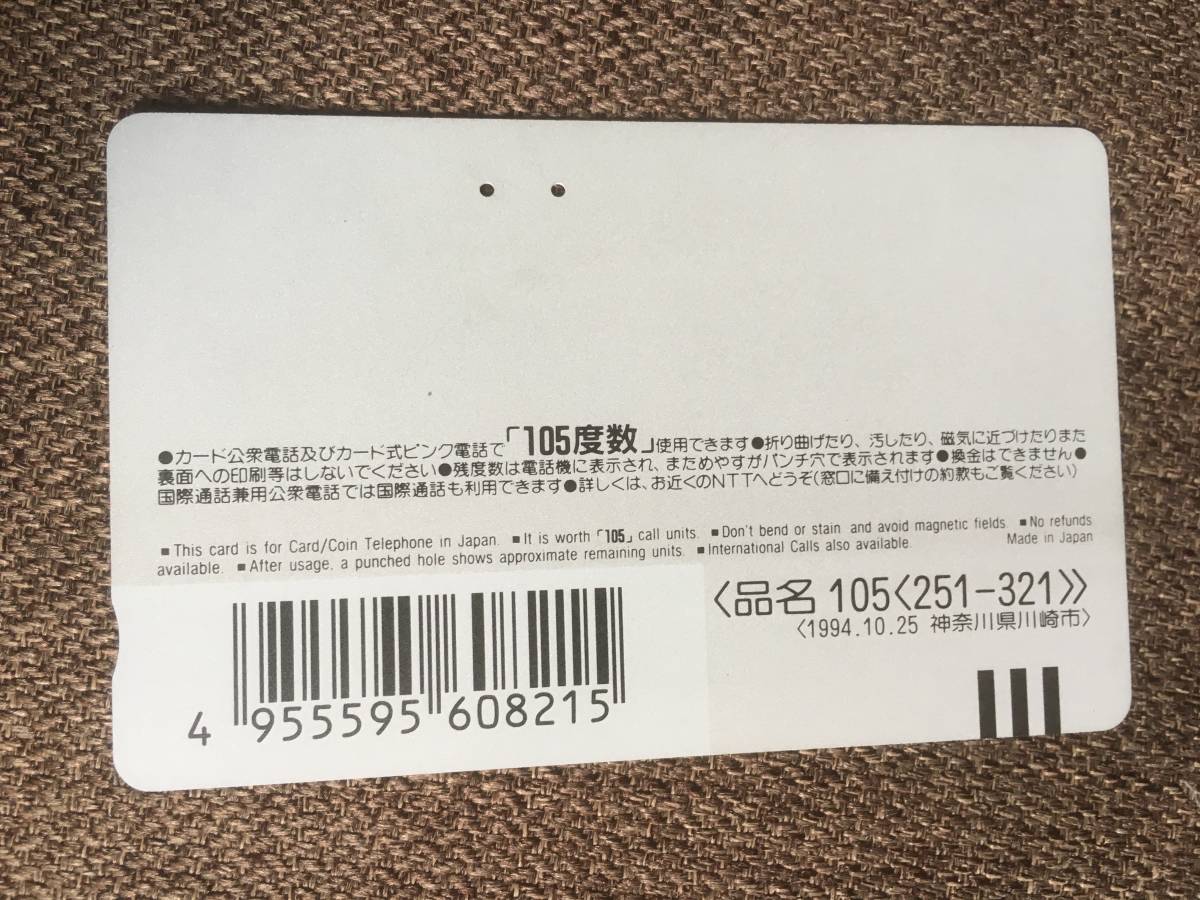 ●カード公衆電話及びカード式ピンク電話で「105度数」使用できます●折り曲げたり、汚したり、磁気に近づけたりまた
裏面への印刷等はしないでください●残度数は電話機に表示され、まためやすがパンチ穴で表示されます●換金はできません●
国際通話兼用公衆電話では国際通話も利用できます●詳しくは、お近くのNTTへどうぞ(窓口に備え付けの約款もご覧ください)
■This card is for Card/Coin Telephone in Japan. ■It is worth「105」call units. ■Don't bend or stain and avoid magnetic fields. ■No refunds
available. ■After usage, a punched hole shows approximate remaining units. ■International Calls also available. Made in Japan
〈品名 105〈251-321〉〉
〈1994.10.25 神奈川県川崎市〉
4 955595 608215